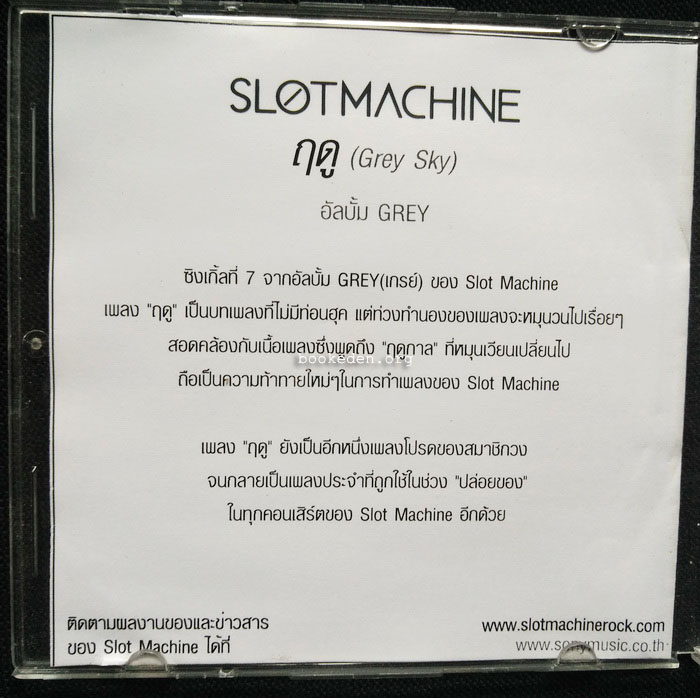 SLOTMACHINE
ฤดู (Grey Sky)
อัลบั้ม GREY
ซิงเกิ้ลที่ 7 จากอัลบั้ม GREY(เกรย์) ของ Slot Machine
เพลง "ฤดู" เป็นบทเพลงที่ไม่มีท่อนฮุค แต่ท่วงทำนองของเพลงจะหมุนวนไปเรื่อยๆ
สอดคล้องกับเนื้อเพลงซึ่งพูดถึง "ฤดูกาล" ที่หมุนเวียนเปลี่ยนไป
bookeden.org
ถือเป็นความท้าทายใหม่ๆในการทำเพลงของ Slot Machine
เพลง "ฤดู" ยังเป็นอีกหนึ่งเพลงโปรดของสมาชิกวง
จนกลายเป็นเพลงประจำที่ถูกใช้ในช่วง "ปล่อยของ"
ในทุกคอนเสิร์ตของ Slot Machine อีกด้วย
ติดตามผลงานของและข่าวสาร
ของ Slot Machine ได้ที่
www.slotmachinerock.com
www.sonymusic.co.th